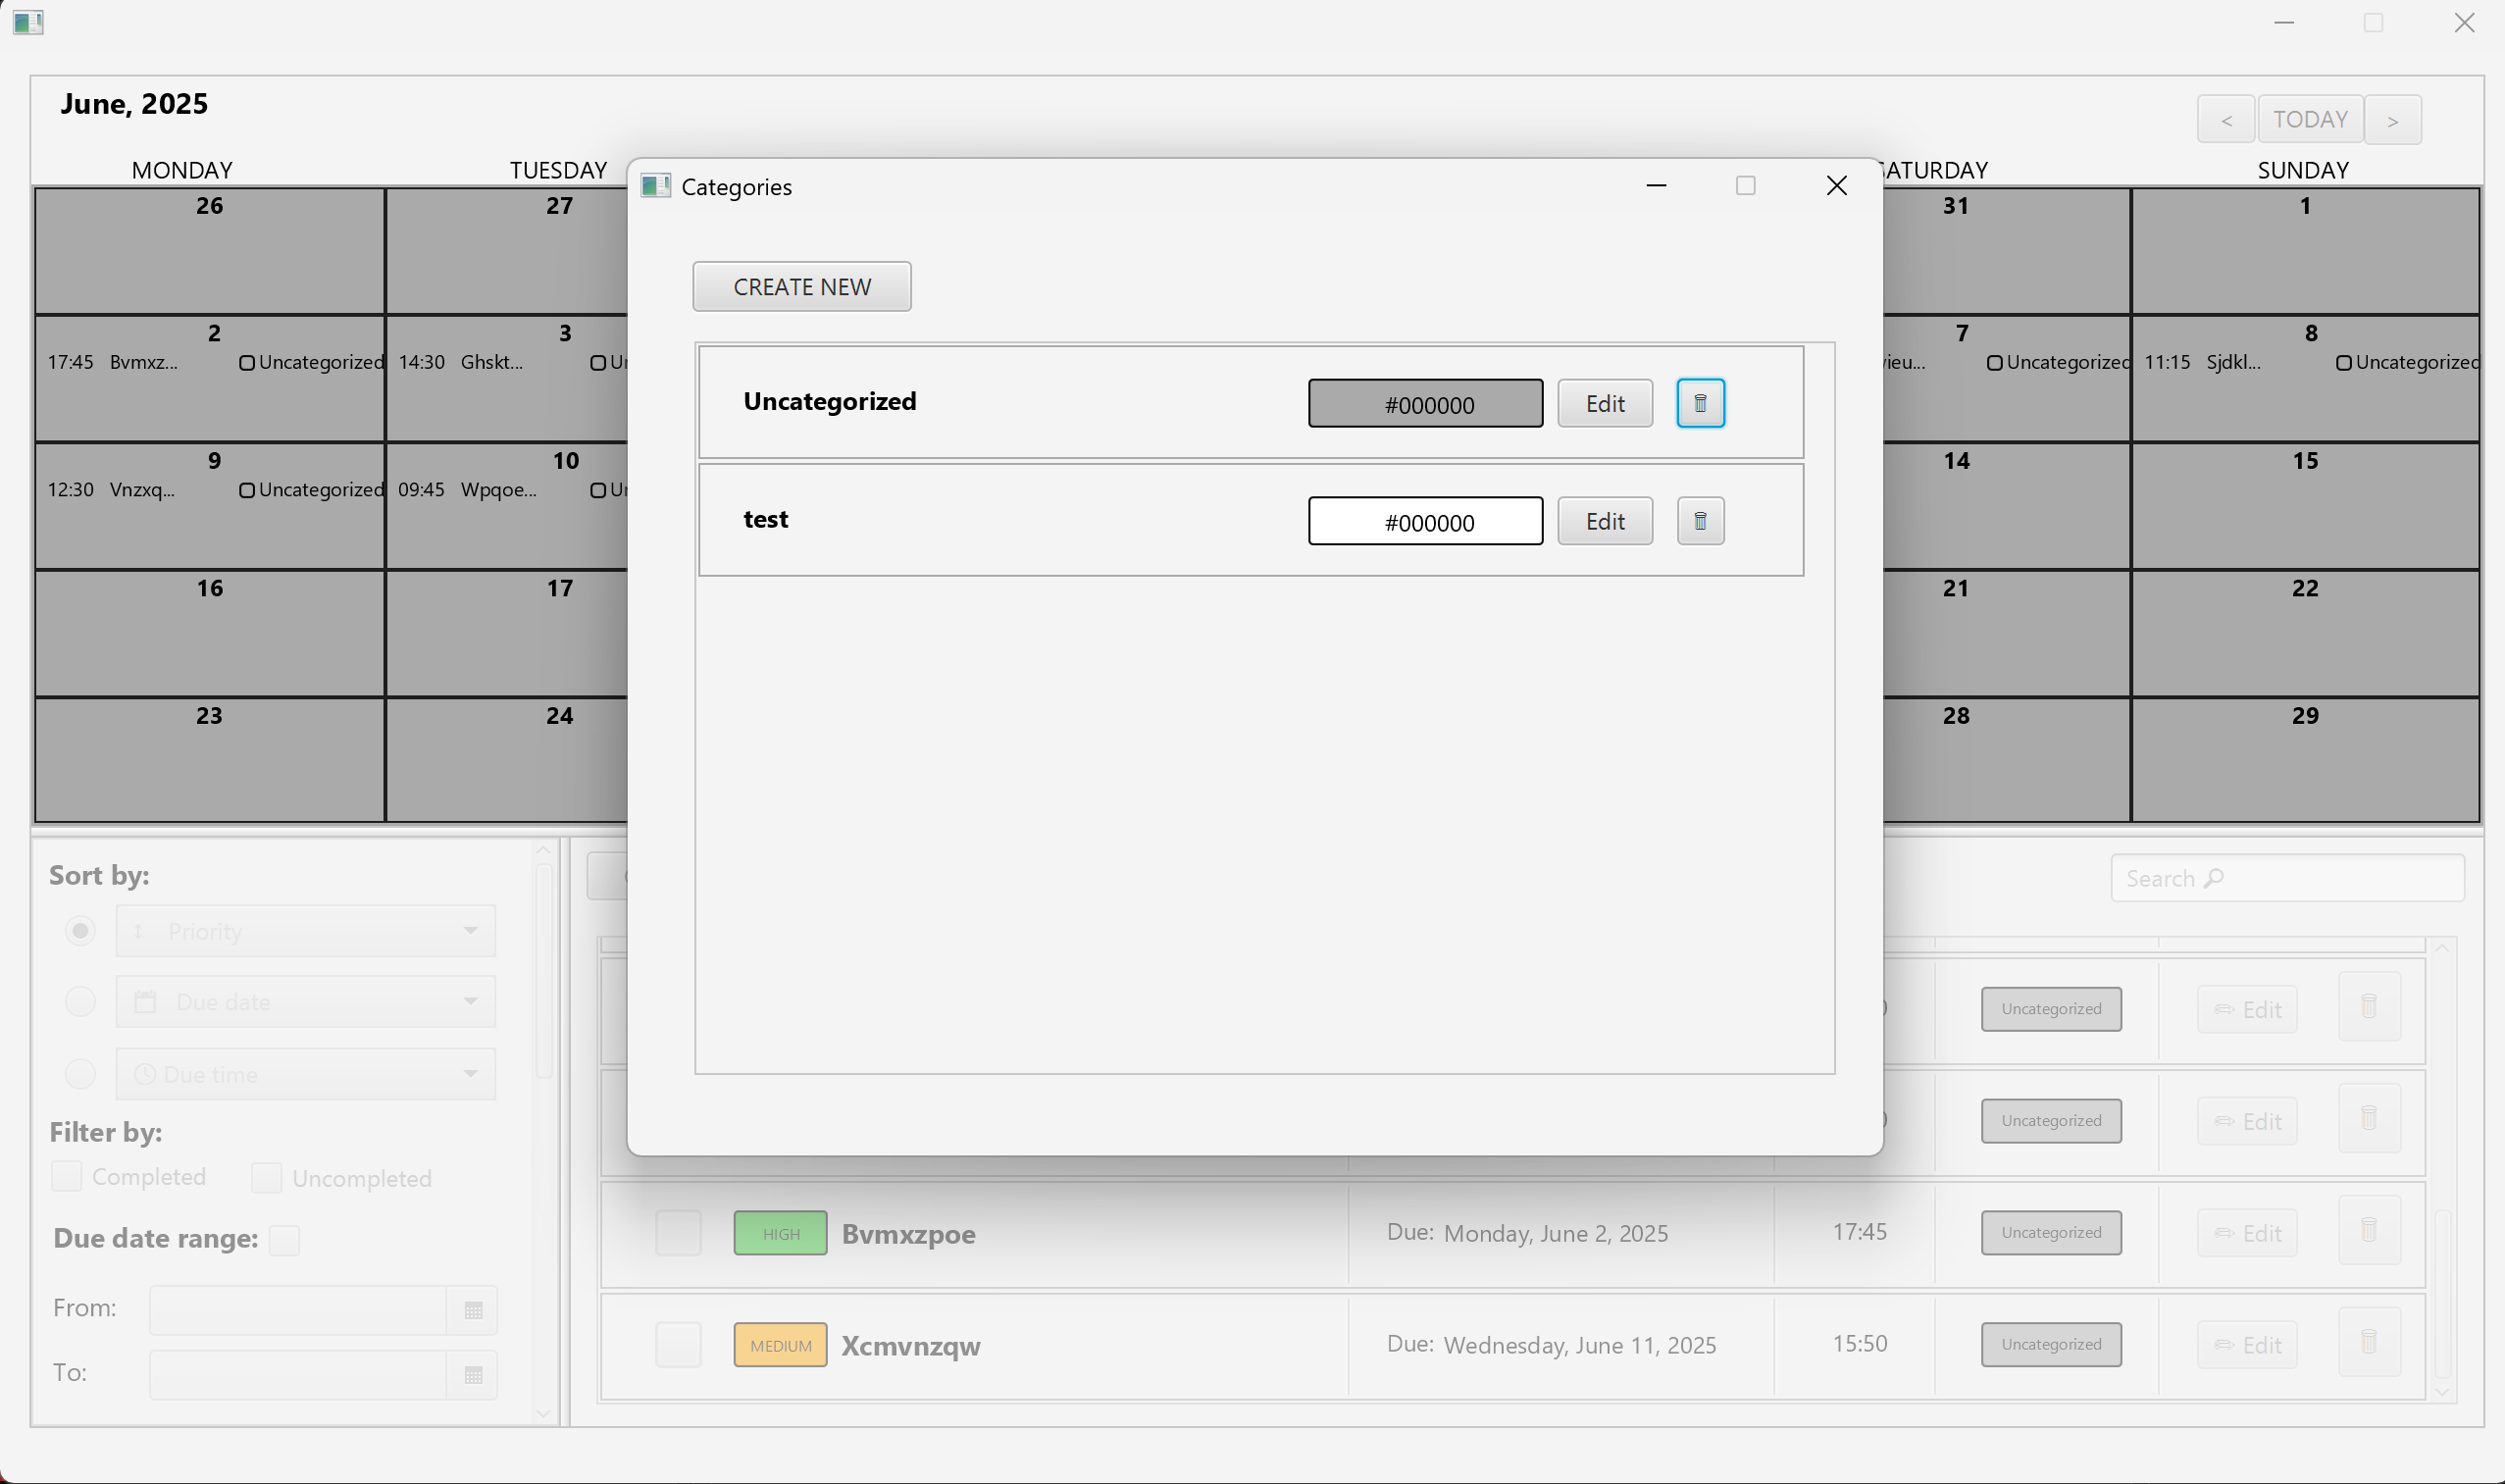 June, 2025
< TODAY >
MONDAY TUESDAY SATURDAY SUNDAY
Categories
26 27 31 1
CREATE NEW
2 3 7 8
17:45 Bvmxz... Uncategorized 14:30 Ghskt... Uncategorized 11:15 Sjdkl... Uncategorized
Uncategorized #000000 Edit
9 10 14 15
12:30 Vnzxq... Uncategorized 09:45 Wpqoe...
test #000000 Edit
16 17 21 22
23 24 28 29
Sort by:
Search
Priority
Due date
Due time
Filter by:
Completed Uncompleted
Due date range:
From:
To:
Uncategorized Edit
Uncategorized Edit
HIGH Bvmxzpoe Due: Monday, June 2, 2025 17:45 Uncategorized Edit
MEDIUM Xcmvnzqw Due: Wednesday, June 11, 2025 15:50 Uncategorized Edit